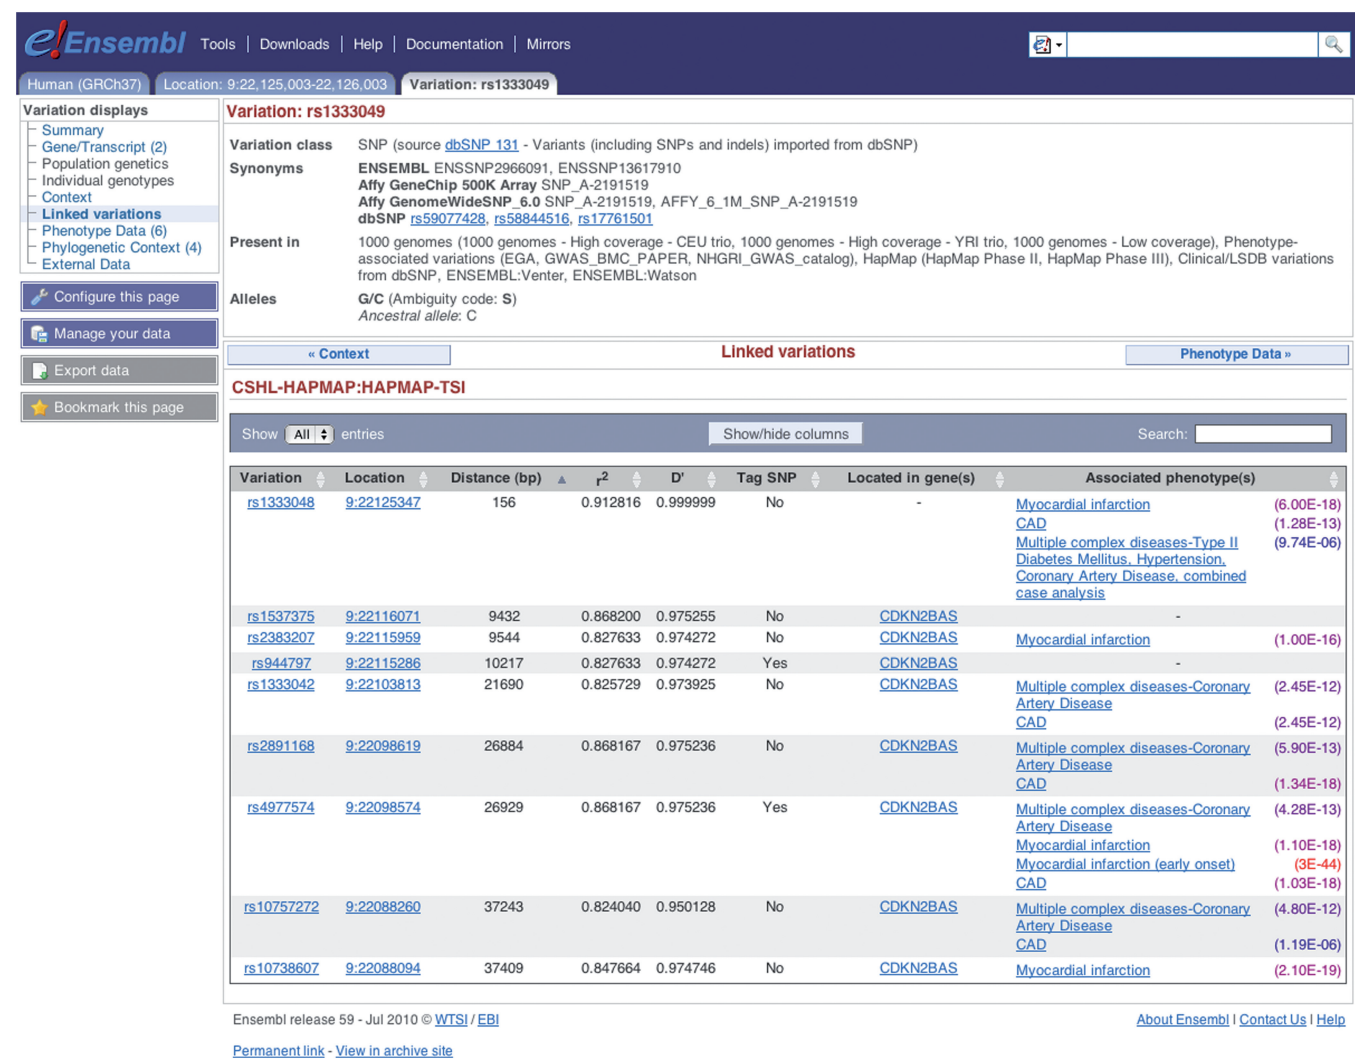 e!Ensembl Tools | Downloads | Help | Documentation | Mirrors
Human (GRCh37) Location: 9:22,125,003-22,126,003 Variation: rs1333049
Variation displays
Summary
Gene/Transcript (2)
Population genetics
Individual genotypes
Context
Linked variations
Phenotype Data (6)
Phylogenetic Context (4)
External Data
Configure this page
Manage your data
Export data
Bookmark this page
Variation: rs1333049
Variation class SNP (source dbSNP 131 - Variants (including SNPs and indels) imported from dbSNP)
Synonyms ENSEMBL ENSSNP2966091, ENSSNP13617910
Affy GeneChip 500K Array SNP_A-2191519
Affy GenomeWideSNP_6.0 SNP_A-2191519, AFFY_6_1M_SNP_A-2191519
dbSNP rs59077428, rs58844516, rs17761501
Present in 1000 genomes (1000 genomes - High coverage - CEU trio, 1000 genomes - High coverage - YRI trio, 1000 genomes - Low coverage), Phenotype-
associated variations (EGA, GWAS_BMC_PAPER, NHGRI_GWAS_catalog), HapMap (HapMap Phase II, HapMap Phase III), Clinical/LSDB variations
from dbSNP, ENSEMBL:Venter, ENSEMBL:Watson
Alleles G/C (Ambiguity code: S)
Ancestral allele: C
« Context Linked variations Phenotype Data »
CSHL-HAPMAP:HAPMAP-TSI
Show All entries Show/hide columns Search:
Variation Location Distance (bp) r² D' Tag SNP Located in gene(s) Associated phenotype(s)
rs1333048 9:22125347 156 0.912816 0.999999 No - Myocardial infarction (6.00E-18)
CAD (1.28E-13)
Multiple complex diseases-Type II (9.74E-06)
Diabetes Mellitus, Hypertension,
Coronary Artery Disease, combined
case analysis
rs1537375 9:22116071 9432 0.868200 0.975255 No CDKN2BAS -
rs2383207 9:22115959 9544 0.827633 0.974272 No CDKN2BAS Myocardial infarction (1.00E-16)
rs944797 9:22115286 10217 0.827633 0.974272 Yes CDKN2BAS -
rs1333042 9:22103813 21690 0.825729 0.973925 No CDKN2BAS Multiple complex diseases-Coronary (2.45E-12)
Artery Disease
CAD (2.45E-12)
rs2891168 9:22098619 26884 0.868167 0.975236 No CDKN2BAS Multiple complex diseases-Coronary (5.90E-13)
Artery Disease
CAD (1.34E-18)
rs4977574 9:22098574 26929 0.868167 0.975236 Yes CDKN2BAS Multiple complex diseases-Coronary (4.28E-13)
Artery Disease
Myocardial infarction (1.10E-18)
Myocardial infarction (early onset) (3E-44)
CAD (1.03E-18)
rs10757272 9:22088260 37243 0.824040 0.950128 No CDKN2BAS Multiple complex diseases-Coronary (4.80E-12)
Artery Disease
CAD (1.19E-06)
rs10738607 9:22088094 37409 0.847664 0.974746 No CDKN2BAS Myocardial infarction (2.10E-19)
Ensembl release 59 - Jul 2010 © WTSI / EBI About Ensembl | Contact Us | Help
Permanent link - View in archive site